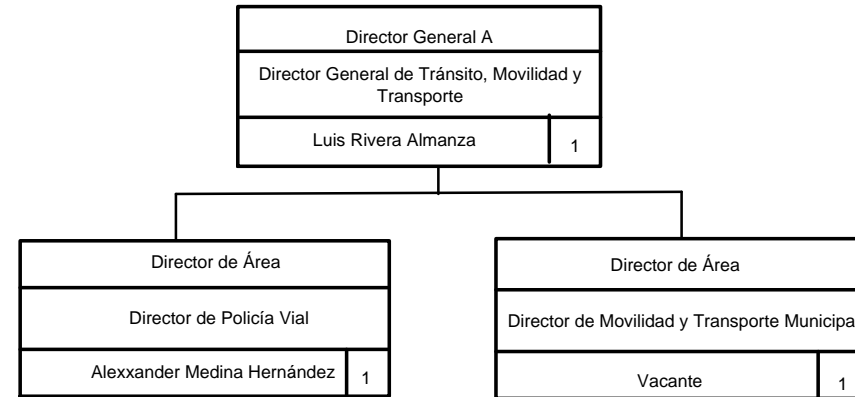 Director General A
Director General de Tránsito, Movilidad y
Transporte
Luis Rivera Almanza
1
Director de Área
Director de Policía Vial
Alexxander Medina Hernández
1
Director de Área
Director de Movilidad y Transporte Municipa
Vacante
1